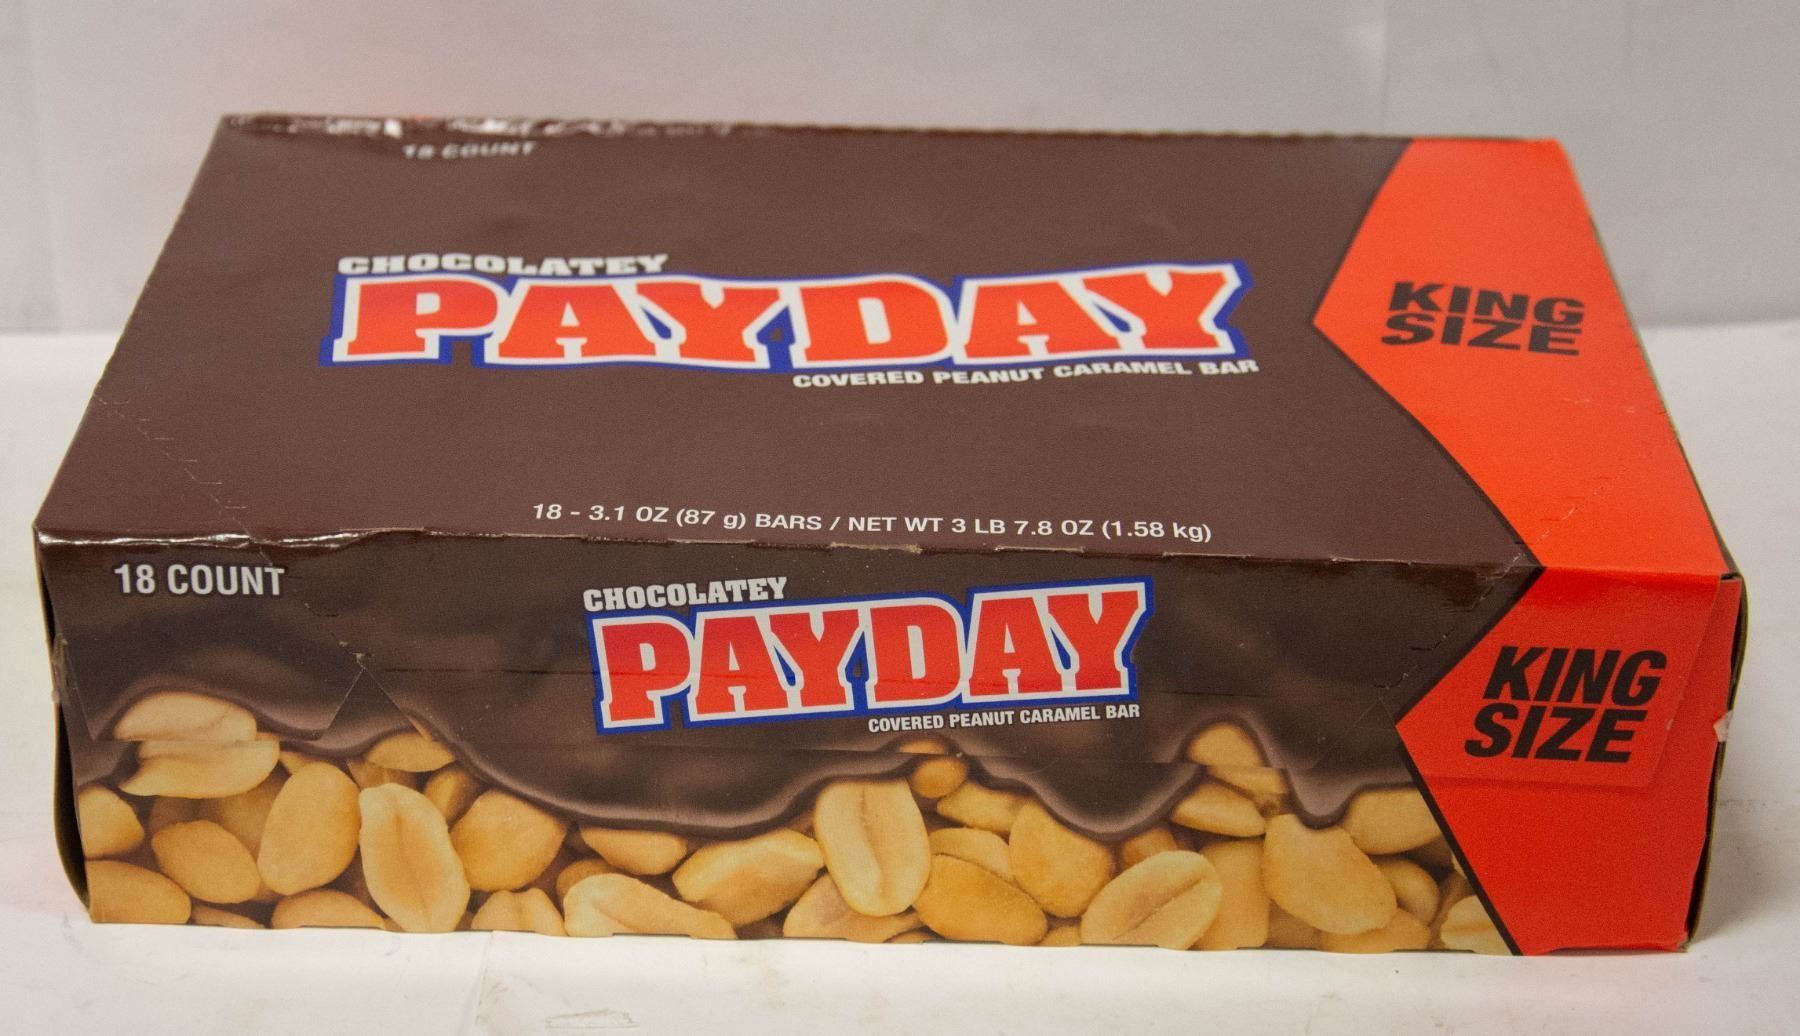 18 COUNT
CHOCOLATEY
PAYDAY
COVERED PEANUT CARAMEL BAR
KING
SIZE
18 - 3.1 OZ (87 g) BARS / NET WT 3 LB 7.8 OZ (1.58 kg)
18 COUNT
CHOCOLATEY
PAYDAY
COVERED PEANUT CARAMEL BAR
KING
SIZE